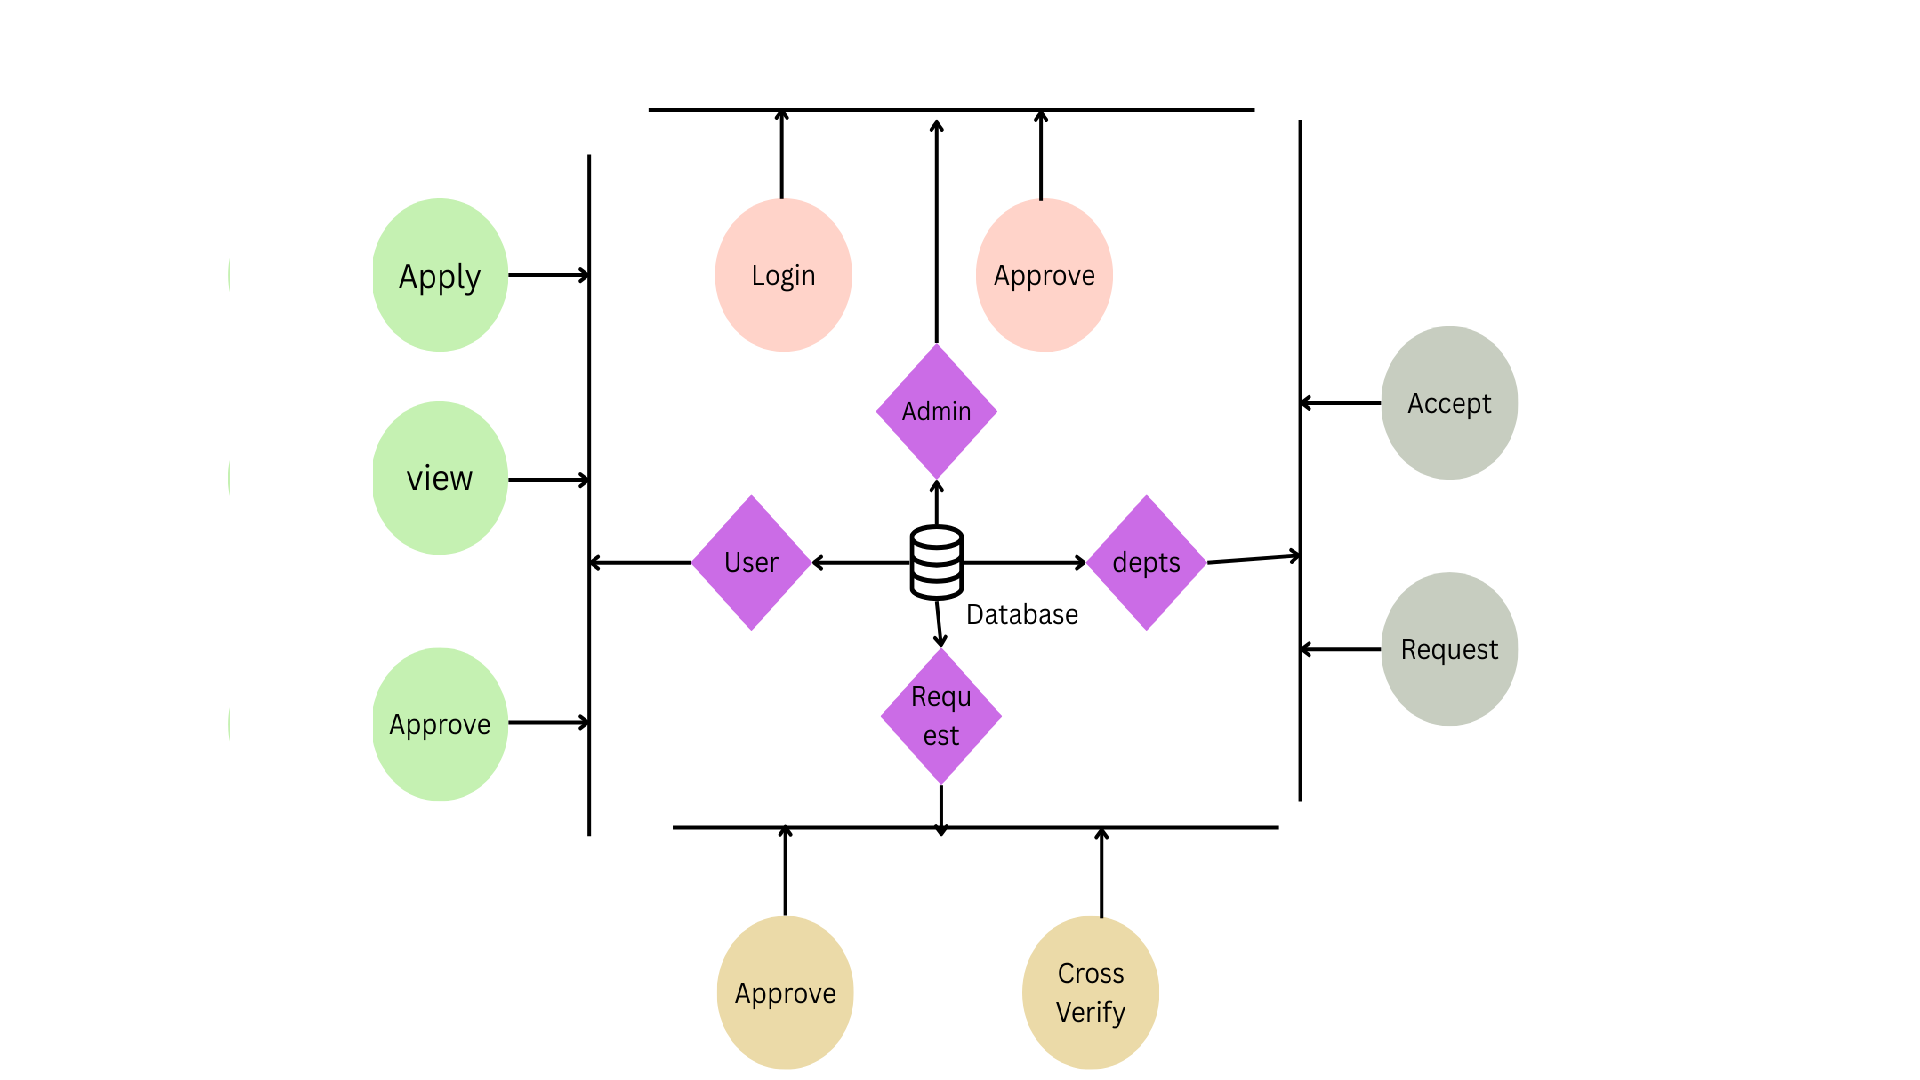 Apply
Login
Approve
Accept
Admin
view
User
depts
Database
Request
Requ
est
Approve
Approve
Cross
Verify